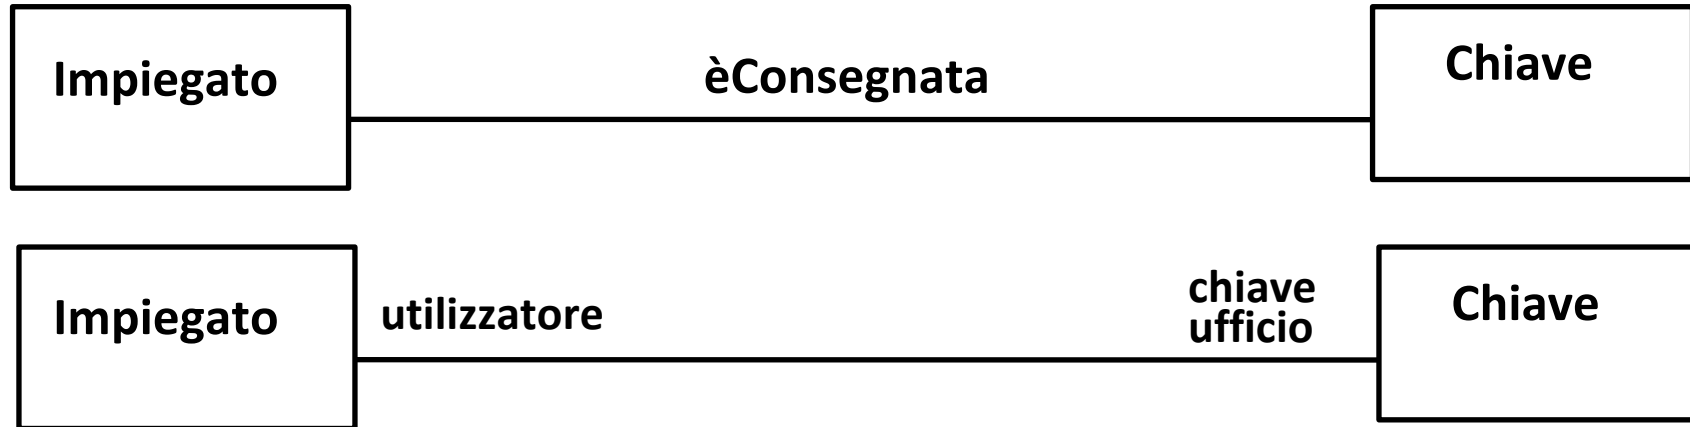 Impiegato
èConsegnata
Chiave
Impiegato
utilizzatore
chiave
ufficio
Chiave